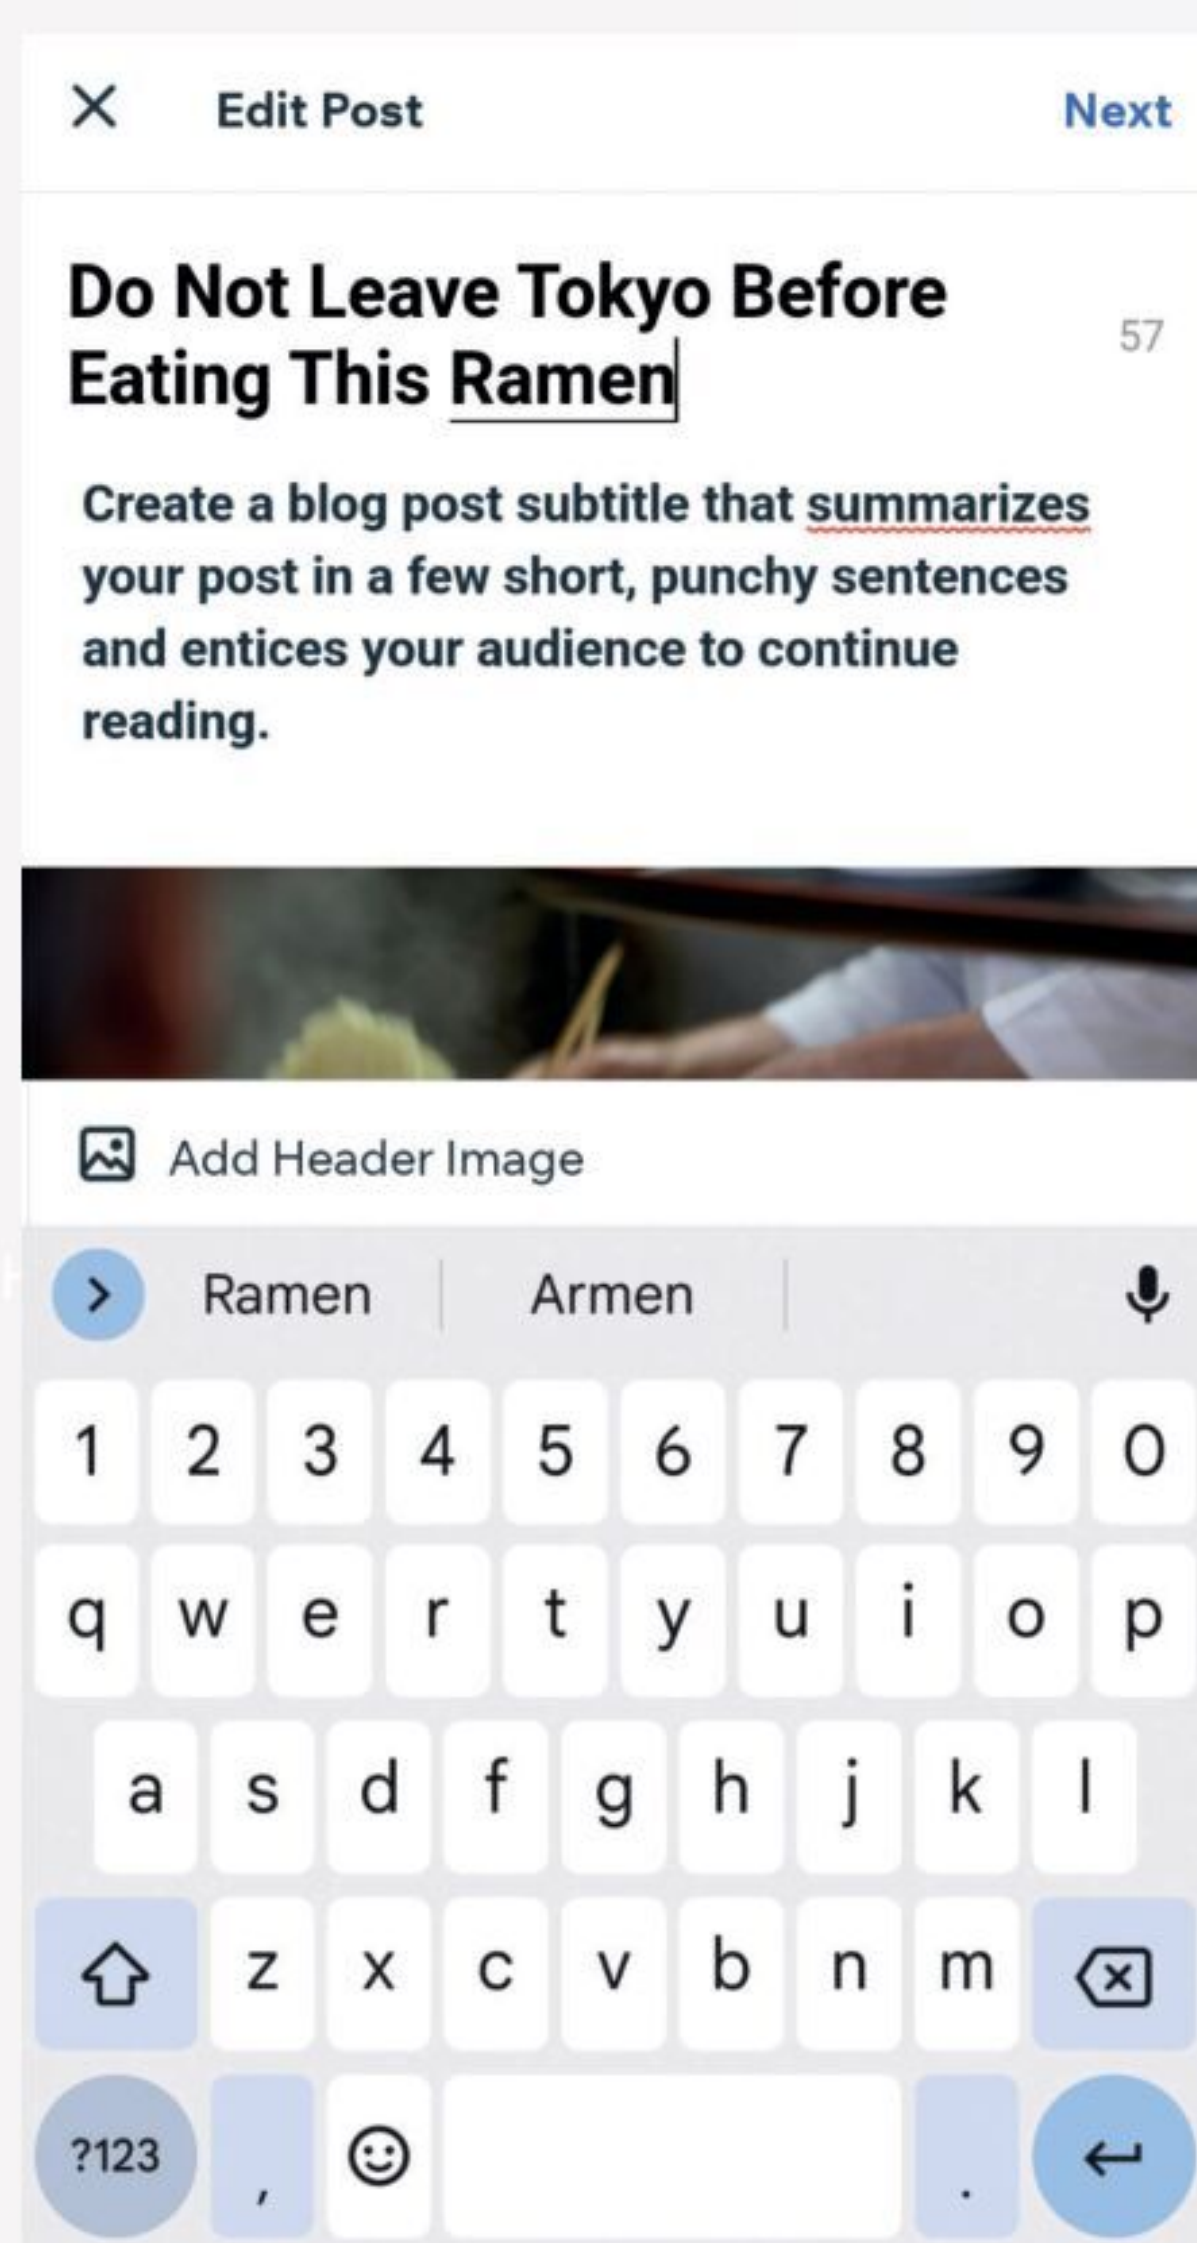 Edit Post
Next
Do Not Leave Tokyo Before
57
Eating This Ramen
Create a blog post subtitle that summarizes
your post in a few short, punchy sentences
and entices your audience to continue
reading.
Add Header Image
Ramen Armen
1 2 3 4 5 6 7 8 9 0
q w e r t y u i o p
a s d f g h j k l
z x c v b n m
?123 , .